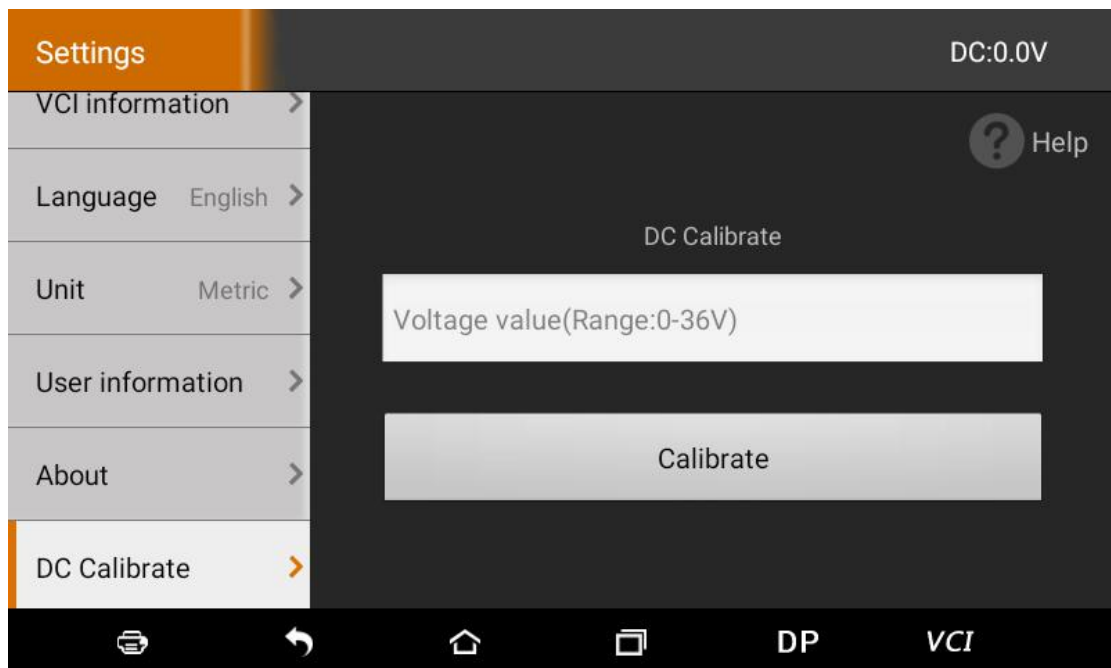 Settings
DC:0.0V
VCI information
Language English
Unit Metric
User information
About
DC Calibrate
? Help
DC Calibrate
Voltage value(Range:0-36V)
Calibrate
DP
VCI